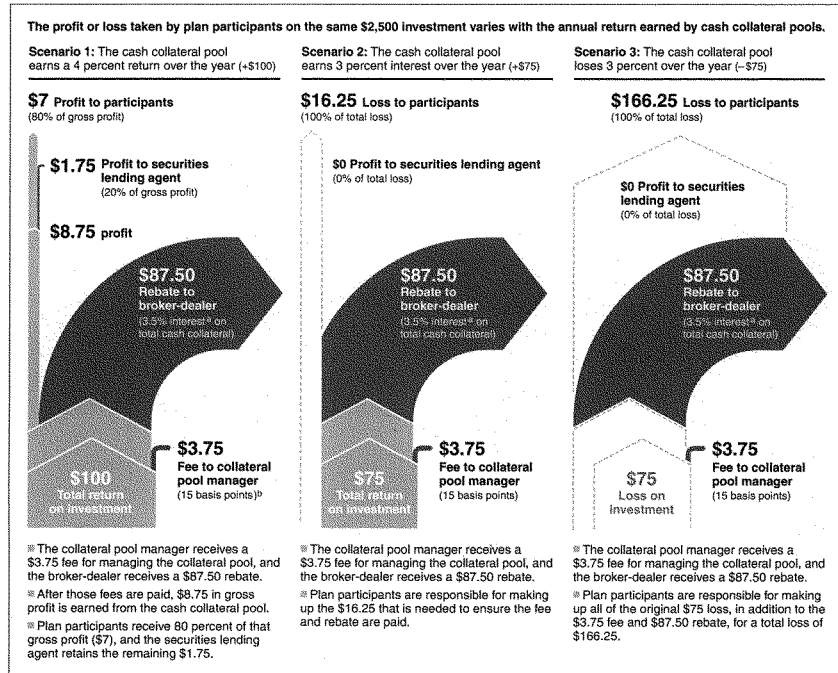 The profit or loss taken by plan participants on the same $2,500 investment varies with the annual return earned by cash collateral pools.
Scenario 1: The cash collateral pool
earns a 4 percent return over the year (+$100)
$7 Profit to participants
(80% of gross profit)
$1.75 Profit to securities
lending agent
(20% of gross profit)
$8.75 profit
$87.50
Rebate to
broker-dealer
(3.5% interestª on
total cash collateral)
$3.75
Fee to collateral
pool manager
(15 basis points)ᵇ
$100
Total return
on investment
※ The collateral pool manager receives a
$3.75 fee for managing the collateral pool, and
the broker-dealer receives a $87.50 rebate.
※ After those fees are paid, $8.75 in gross
profit is earned from the cash collateral pool.
※ Plan participants receive 80 percent of that
gross profit ($7), and the securities lending
agent retains the remaining $1.75.
Scenario 2: The cash collateral pool
earns 3 percent interest over the year (+$75)
$16.25 Loss to participants
(100% of total loss)
$0 Profit to securities lending agent
(0% of total loss)
$87.50
Rebate to
broker-dealer
(3.5% interestª on
total cash collateral)
$3.75
Fee to collateral
pool manager
(15 basis points)
$75
Total return
on investment
※ The collateral pool manager receives a
$3.75 fee for managing the collateral pool, and
the broker-dealer receives a $87.50 rebate.
※ Plan participants are responsible for making
up the $16.25 that is needed to ensure the fee
and rebate are paid.
Scenario 3: The cash collateral pool
loses 3 percent over the year (–$75)
$166.25 Loss to participants
(100% of total loss)
$0 Profit to securities
lending agent
(0% of total loss)
$87.50
Rebate to
broker-dealer
(3.5% interestª on
total cash collateral)
$3.75
Fee to collateral
pool manager
(15 basis points)
$75
Loss on
investment
※ The collateral pool manager receives a
$3.75 fee for managing the collateral pool, and
the broker-dealer receives a $87.50 rebate.
※ Plan participants are responsible for making
up all of the original $75 loss, in addition to the
$3.75 fee and $87.50 rebate, for a total loss of
$166.25.